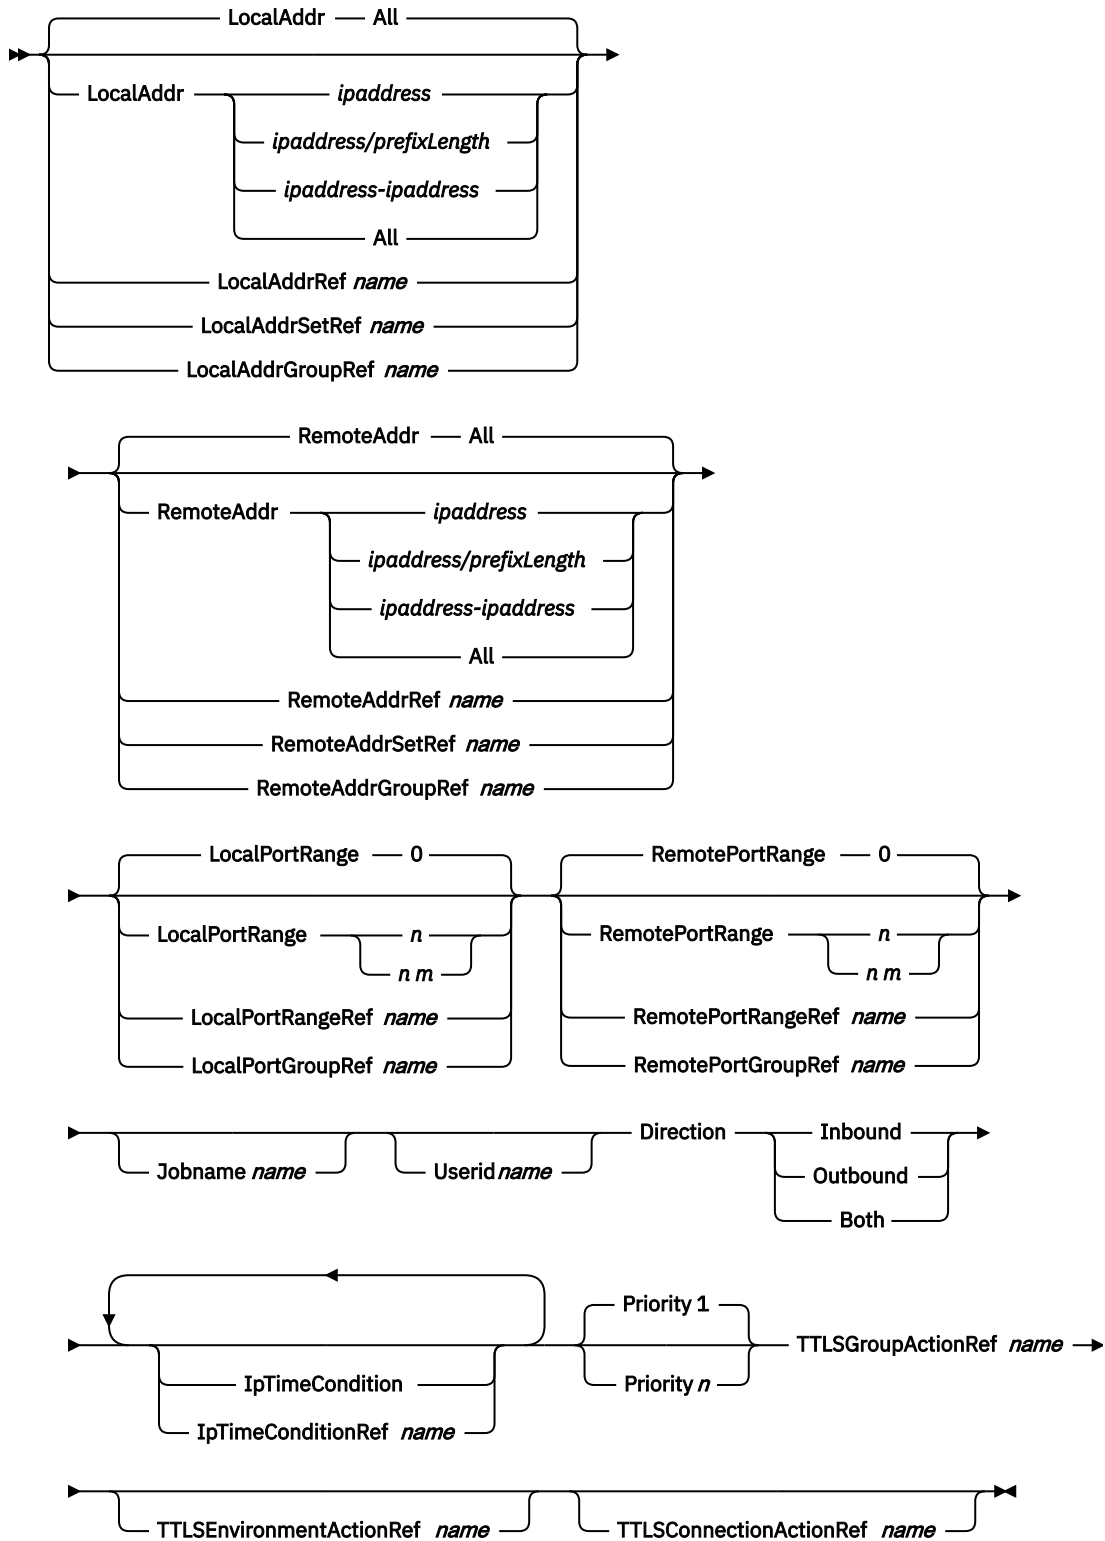 LocalAddr All
LocalAddr ipaddress
ipaddress/prefixLength
ipaddress-ipaddress
All
LocalAddrRef name
LocalAddrSetRef name
LocalAddrGroupRef name
RemoteAddr All
RemoteAddr ipaddress
ipaddress/prefixLength
ipaddress-ipaddress
All
RemoteAddrRef name
RemoteAddrSetRef name
RemoteAddrGroupRef name
LocalPortRange 0 RemotePortRange 0
LocalPortRange n RemotePortRange n
n m n m
LocalPortRangeRef name RemotePortRangeRef name
LocalPortGroupRef name RemotePortGroupRef name
Direction Inbound
Jobname name Userid name Outbound
Both
Priority 1
TTLSGroupActionRef name
IpTimeCondition Priority n
IpTimeConditionRef name
TTLSEnvironmentActionRef name TTLSConnectionActionRef name